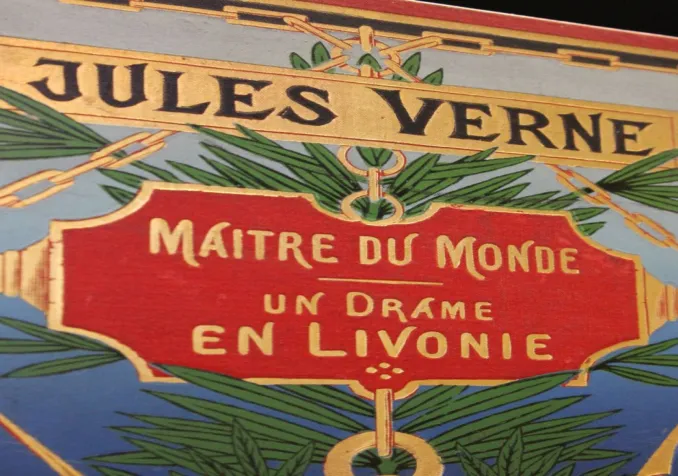 JULES VERNE
MAITRE DU MONDE
UN DRAME
EN LIVONIE